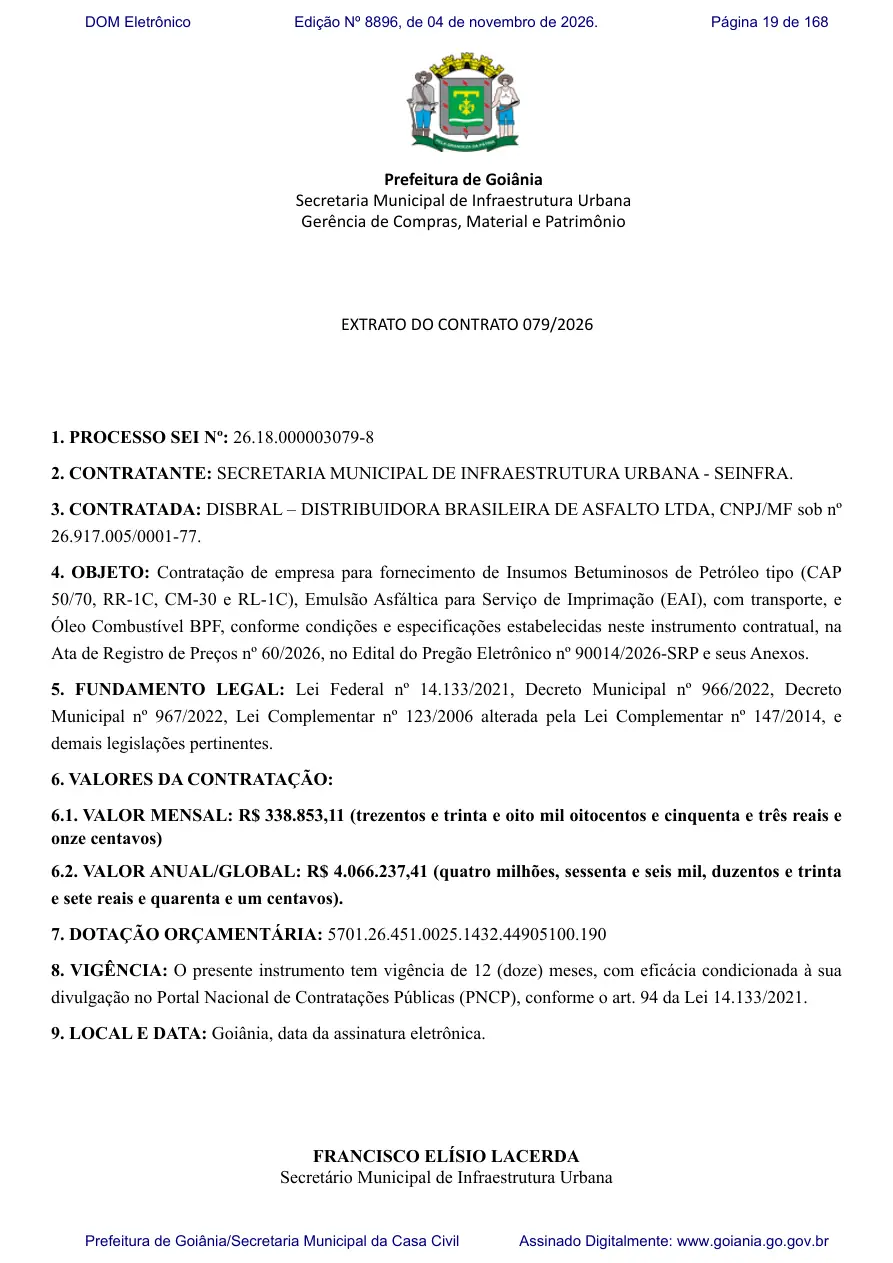 DOM Eletrônico Edição Nº 8896, de 04 de novembro de 2026. Página 19 de 168
PELA GRANDEZA DA PÁTRIA
Prefeitura de Goiânia
Secretaria Municipal de Infraestrutura Urbana
Gerência de Compras, Material e Patrimônio
EXTRATO DO CONTRATO 079/2026
1. PROCESSO SEI Nº: 26.18.000003079-8
2. CONTRATANTE: SECRETARIA MUNICIPAL DE INFRAESTRUTURA URBANA - SEINFRA.
3. CONTRATADA: DISBRAL – DISTRIBUIDORA BRASILEIRA DE ASFALTO LTDA, CNPJ/MF sob nº
26.917.005/0001-77.
4. OBJETO: Contratação de empresa para fornecimento de Insumos Betuminosos de Petróleo tipo (CAP
50/70, RR-1C, CM-30 e RL-1C), Emulsão Asfáltica para Serviço de Imprimação (EAI), com transporte, e
Óleo Combustível BPF, conforme condições e especificações estabelecidas neste instrumento contratual, na
Ata de Registro de Preços nº 60/2026, no Edital do Pregão Eletrônico nº 90014/2026-SRP e seus Anexos.
5. FUNDAMENTO LEGAL: Lei Federal nº 14.133/2021, Decreto Municipal nº 966/2022, Decreto
Municipal nº 967/2022, Lei Complementar nº 123/2006 alterada pela Lei Complementar nº 147/2014, e
demais legislações pertinentes.
6. VALORES DA CONTRATAÇÃO:
6.1. VALOR MENSAL: R$ 338.853,11 (trezentos e trinta e oito mil oitocentos e cinquenta e três reais e
onze centavos)
6.2. VALOR ANUAL/GLOBAL: R$ 4.066.237,41 (quatro milhões, sessenta e seis mil, duzentos e trinta
e sete reais e quarenta e um centavos).
7. DOTAÇÃO ORÇAMENTÁRIA: 5701.26.451.0025.1432.44905100.190
8. VIGÊNCIA: O presente instrumento tem vigência de 12 (doze) meses, com eficácia condicionada à sua
divulgação no Portal Nacional de Contratações Públicas (PNCP), conforme o art. 94 da Lei 14.133/2021.
9. LOCAL E DATA: Goiânia, data da assinatura eletrônica.
FRANCISCO ELÍSIO LACERDA
Secretário Municipal de Infraestrutura Urbana
Prefeitura de Goiânia/Secretaria Municipal da Casa Civil Assinado Digitalmente: www.goiania.go.gov.br